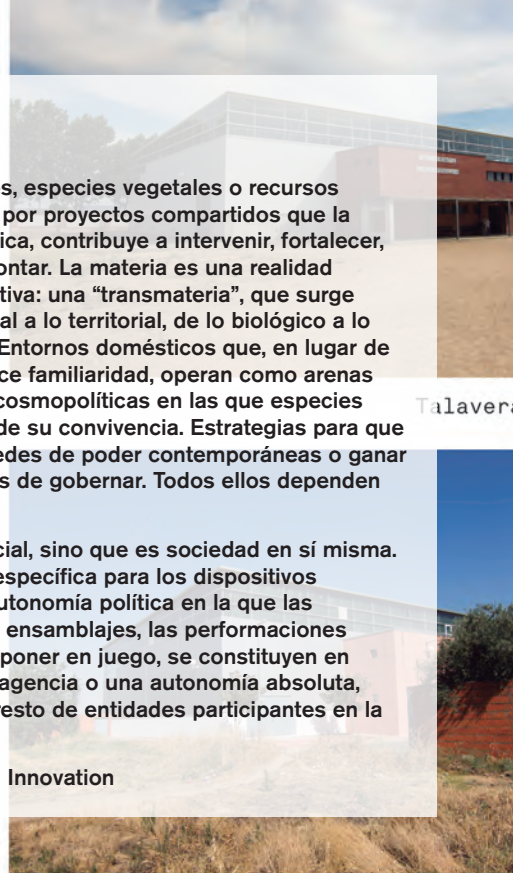 s, especies vegetales o recursos
por proyectos compartidos que la
ica, contribuye a intervenir, fortalecer,
ontar. La materia es una realidad
tiva: una “transmateria”, que surge
al a lo territorial, de lo biológico a lo
Entornos domésticos que, en lugar de
ce familiaridad, operan como arenas
cosmopolíticas en las que especies
de su convivencia. Estrategias para que
edes de poder contemporáneas o ganar
s de gobernar. Todos ellos dependen
cial, sino que es sociedad en sí misma.
específica para los dispositivos
utonomía política en la que las
ensamblajes, las performaciones
poner en juego, se constituyen en
agencia o una autonomía absoluta,
resto de entidades participantes en la
Innovation
Talavera